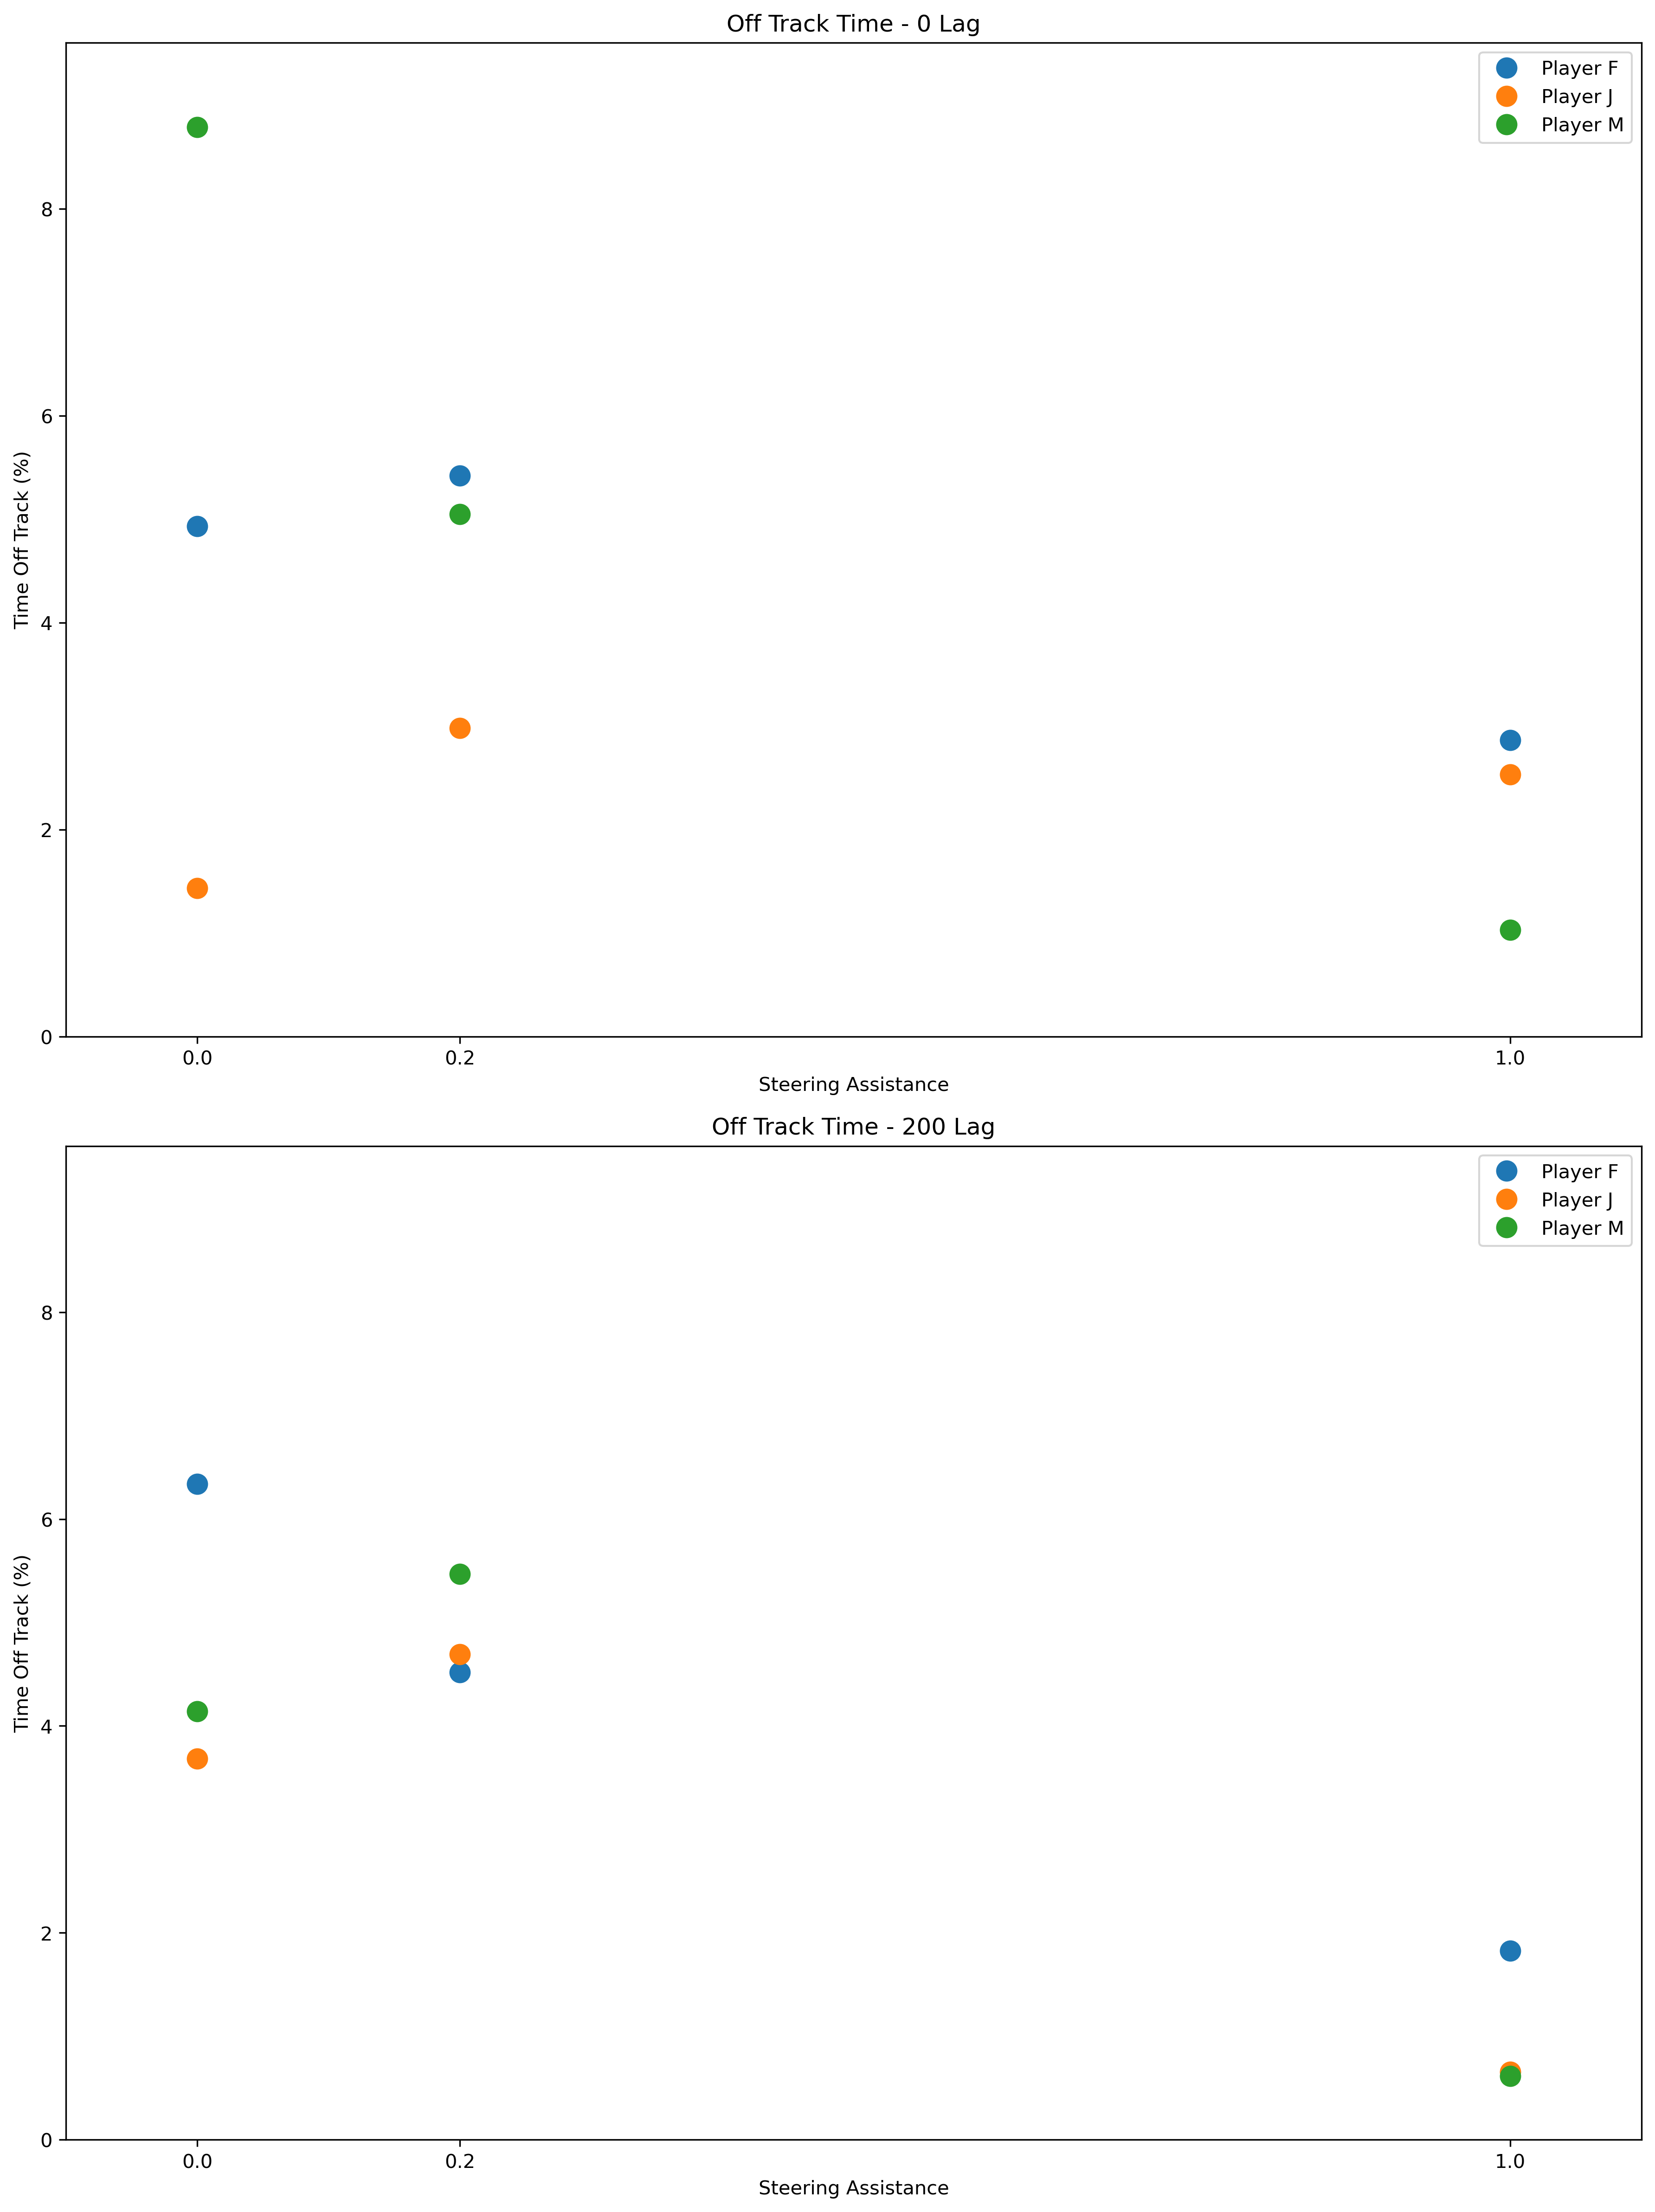 Off Track Time - 0 Lag
Player F
Player J
Player M
8
6
4
2
0
Time Off Track (%)
0.0
0.2
1.0
Steering Assistance
Off Track Time - 200 Lag
Player F
Player J
Player M
8
6
4
2
0
Time Off Track (%)
0.0
0.2
1.0
Steering Assistance